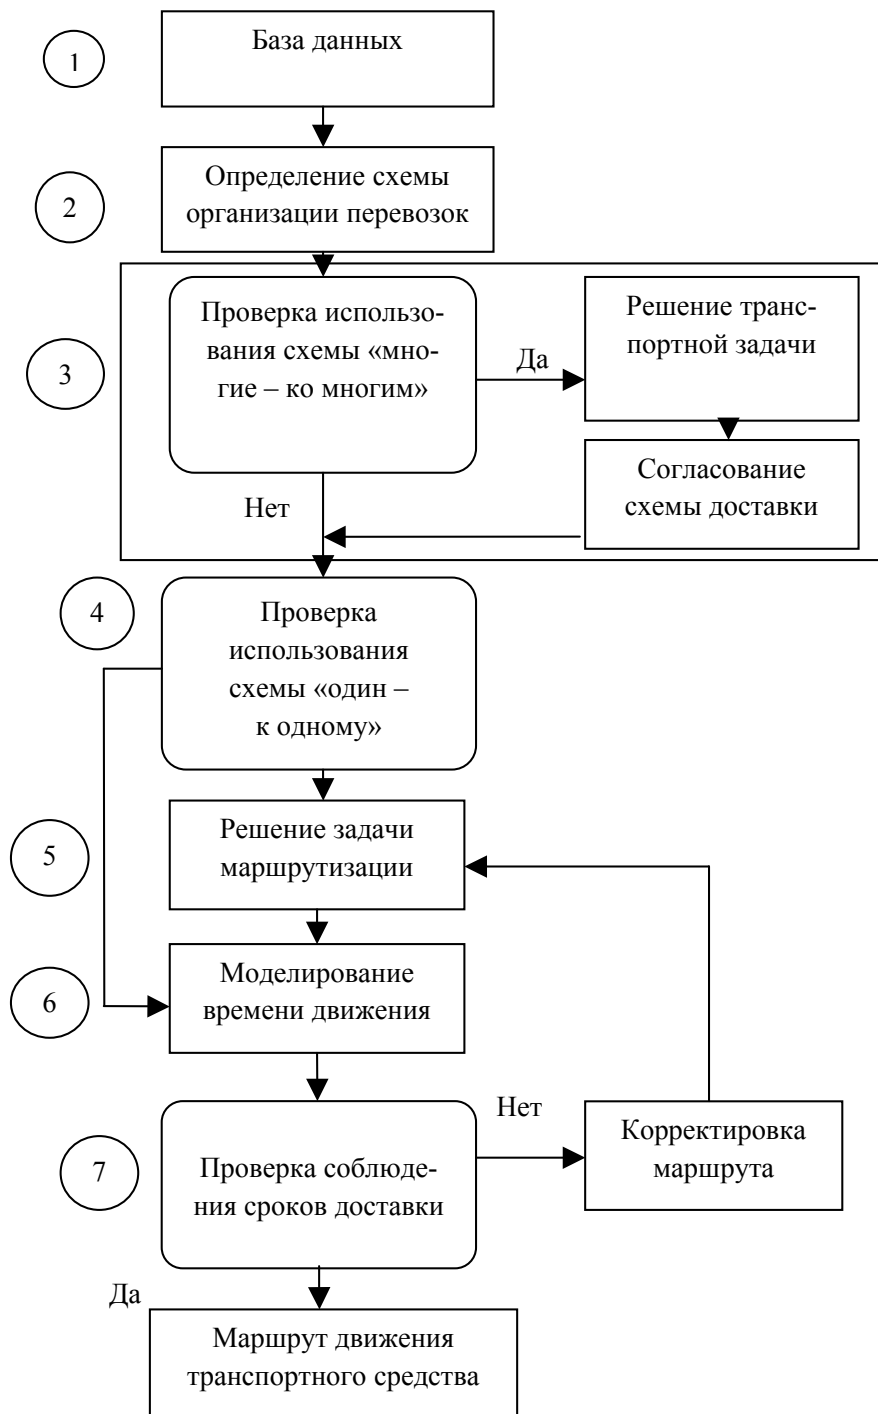 1
База данных
2
Определение схемы
организации перевозок
3
Проверка использо-
вания схемы «мно-
гие – ко многим»
Да
Решение транс-
портной задачи
Согласование
схемы доставки
Нет
4
Проверка
использования
схемы «один –
к одному»
5
Решение задачи
маршрутизации
6
Моделирование
времени движения
7
Проверка соблюде-
ния сроков доставки
Нет
Корректировка
маршрута
Да
Маршрут движения
транспортного средства